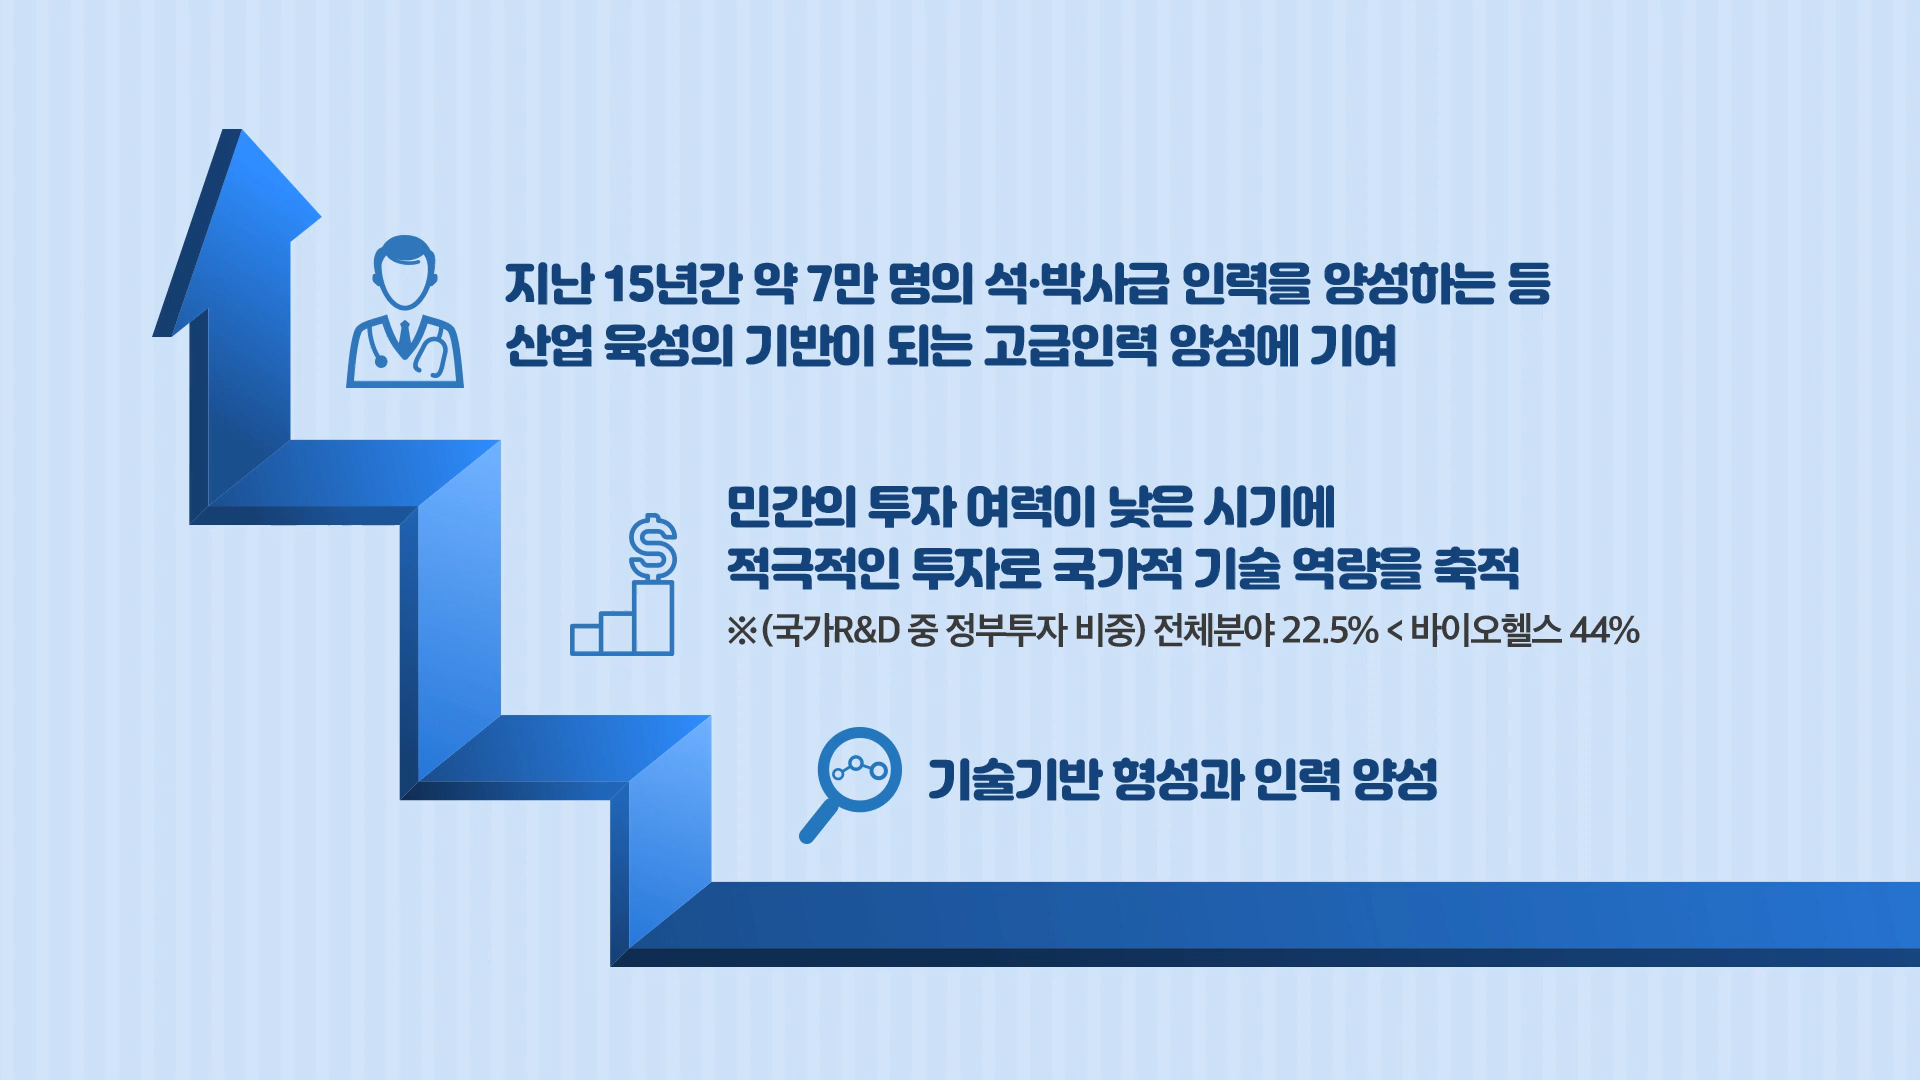 지난 15년간 약 7만 명의 석·박사급 인력을 양성하는 등
산업 육성의 기반이 되는 고급인력 양성에 기여
민간의 투자 여력이 낮은 시기에
적극적인 투자로 국가적 기술 역량을 축적
※(국가R&D 중 정부투자 비중) 전체분야 22.5% < 바이오헬스 44%
기술기반 형성과 인력 양성
$